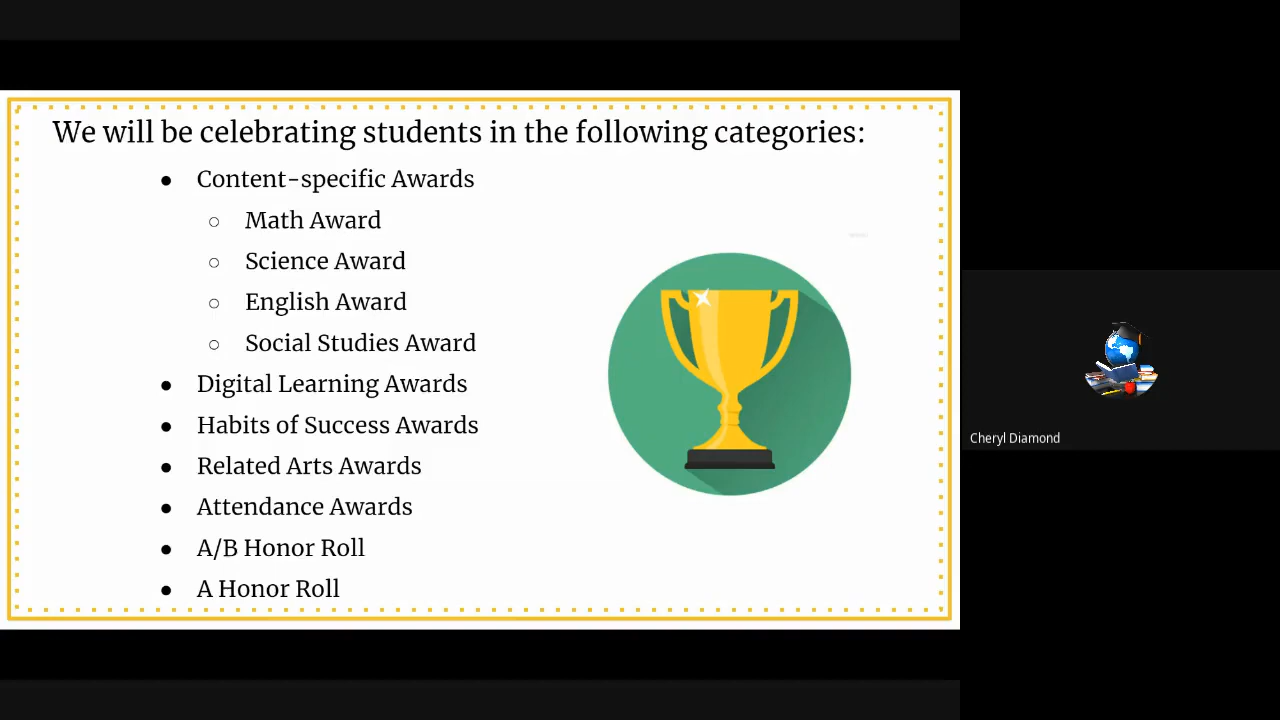 We will be celebrating students in the following categories:
● Content-specific Awards
○ Math Award
○ Science Award
○ English Award
○ Social Studies Award
● Digital Learning Awards
● Habits of Success Awards
● Related Arts Awards
● Attendance Awards
● A/B Honor Roll
● A Honor Roll
Cheryl Diamond